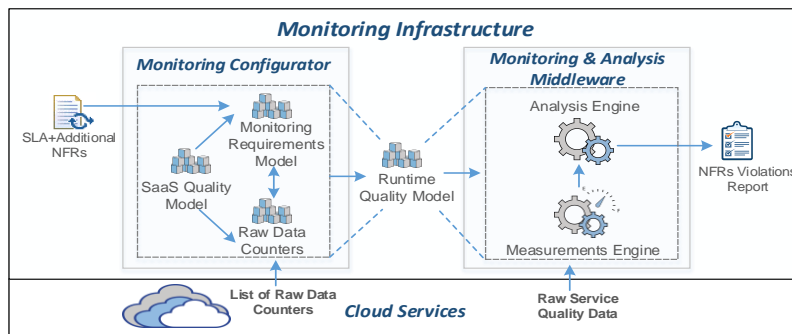 Monitoring Infrastructure
Monitoring Configurator
Monitoring & Analysis
Middleware
SLA+Additional
NFRs
Monitoring
Requirements
Model
SaaS Quality
Model
Raw Data
Counters
Runtime
Quality Model
Analysis Engine
Measurements Engine
NFRs Violations
Report
List of Raw Data
Counters
Cloud Services
Raw Service
Quality Data